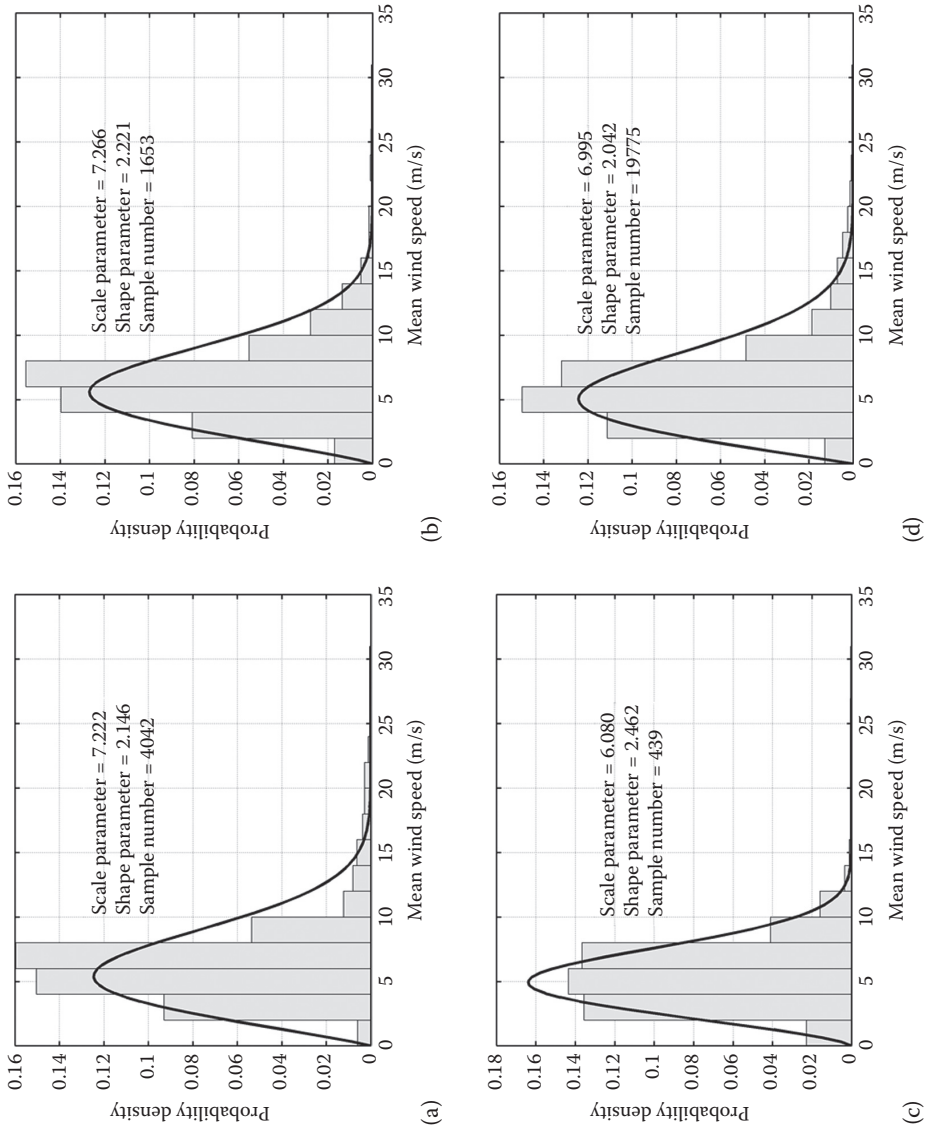 0.16
0.14
0.12
0.1
0.08
0.06
0.04
0.02
0
Probability density
Scale parameter = 7.222
Shape parameter = 2.146
Sample number = 4042
0 5 10 15 20 25 30 35
Mean wind speed (m/s)
(a)
0.16
0.14
0.12
0.1
0.08
0.06
0.04
0.02
0
Probability density
Scale parameter = 7.266
Shape parameter = 2.221
Sample number = 1653
0 5 10 15 20 25 30 35
Mean wind speed (m/s)
(b)
0.18
0.16
0.14
0.12
0.1
0.08
0.06
0.04
0.02
0
Probability density
Scale parameter = 6.080
Shape parameter = 2.462
Sample number = 439
0 5 10 15 20 25 30 35
Mean wind speed (m/s)
(c)
0.16
0.14
0.12
0.1
0.08
0.06
0.04
0.02
0
Probability density
Scale parameter = 6.995
Shape parameter = 2.042
Sample number = 19775
0 5 10 15 20 25 30 35
Mean wind speed (m/s)
(d)